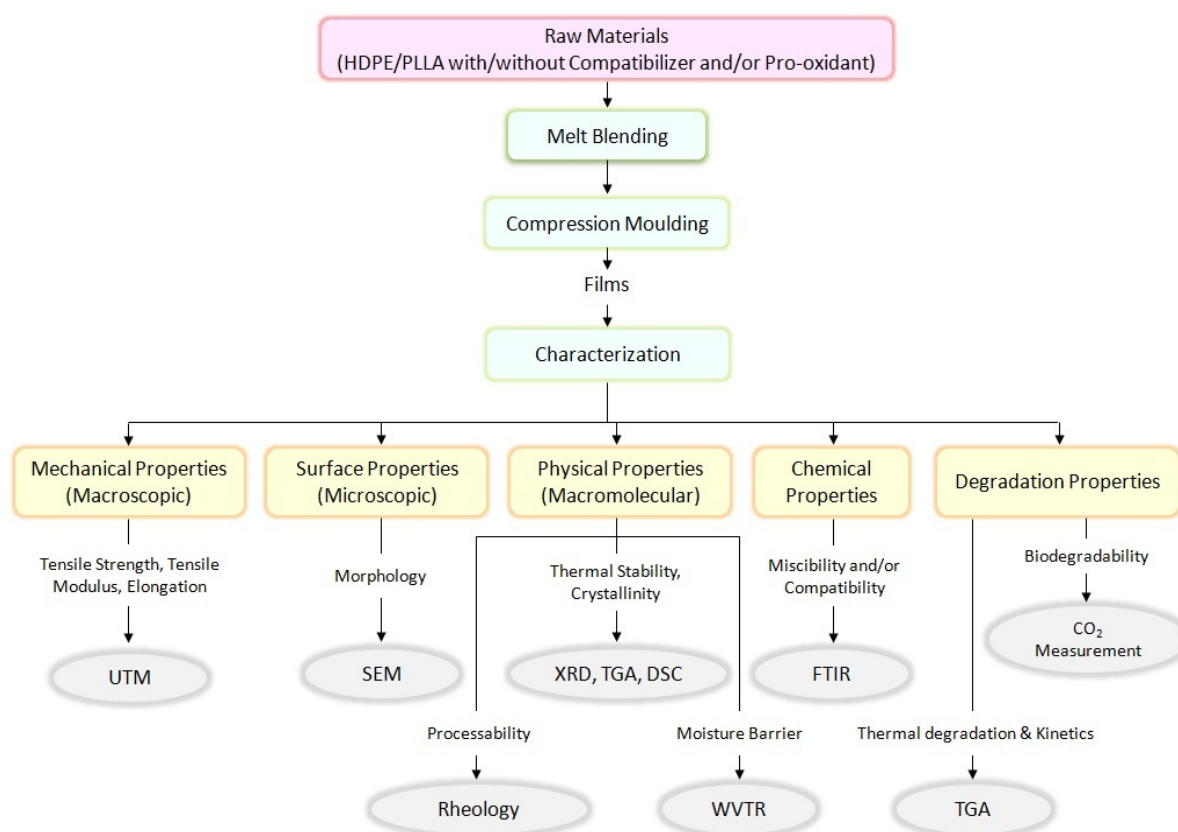 Raw Materials
(HDPE/PLLA with/without Compatibilizer and/or Pro-oxidant)
Melt Blending
Compression Moulding
Films
Characterization
Mechanical Properties
(Macroscopic)
Surface Properties
(Microscopic)
Physical Properties
(Macromolecular)
Chemical
Properties
Degradation Properties
Tensile Strength, Tensile
Modulus, Elongation
Morphology
Thermal Stability,
Crystallinity
Miscibility and/or
Compatibility
Biodegradability
UTM
SEM
XRD, TGA, DSC
FTIR
CO₂
Measurement
Processability
Moisture Barrier
Thermal degradation & Kinetics
Rheology
WVTR
TGA